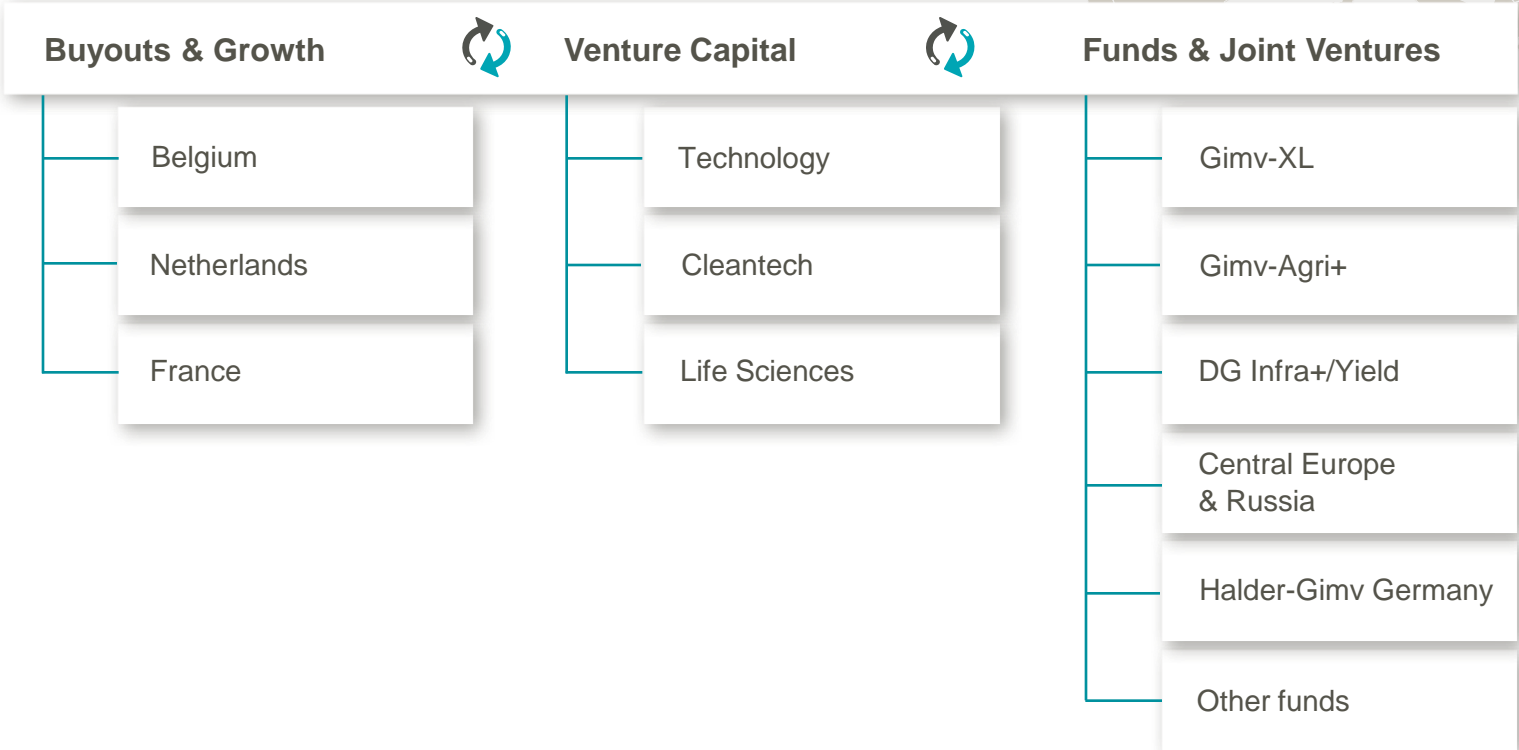 Buyouts & Growth
Venture Capital
Funds & Joint Ventures
Belgium
Netherlands
France
Technology
Cleantech
Life Sciences
Gimv-XL
Gimv-Agri+
DG Infra+/Yield
Central Europe
& Russia
Halder-Gimv Germany
Other funds